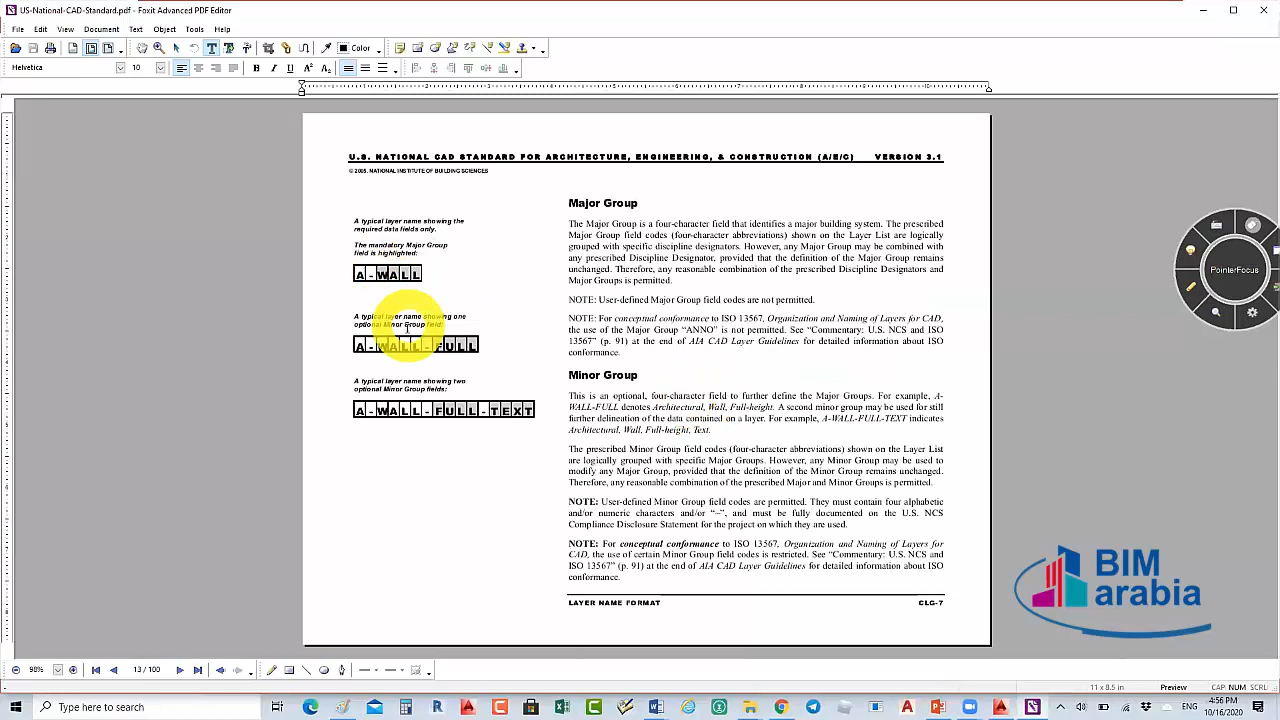 US-National-CAD-Standard.pdf - Foxit Advanced PDF Editor
File Edit View Document Text Object Tools Help
Color
Helvetica 10
U.S. NATIONAL CAD STANDARD FOR ARCHITECTURE, ENGINEERING, & CONSTRUCTION (A/E/C) VERSION 3.1
© 2005. NATIONAL INSTITUTE OF BUILDING SCIENCES
A typical layer name showing the
required data fields only.
The mandatory Major Group
field is highlighted:
A-WALL
A typical layer name showing one
optional Minor Group field:
A-WALL-FULL
A typical layer name showing two
optional Minor Group fields:
A-WALL-FULL-TEXT
Major Group
The Major Group is a four-character field that identifies a major building system. The prescribed
Major Group field codes (four-character abbreviations) shown on the Layer List are logically
grouped with specific discipline designators. However, any Major Group may be combined with
any prescribed Discipline Designator, provided that the definition of the Major Group remains
unchanged. Therefore, any reasonable combination of the prescribed Discipline Designators and
Major Groups is permitted.
NOTE: User-defined Major Group field codes are not permitted.
NOTE: For conceptual conformance to ISO 13567, Organization and Naming of Layers for CAD,
the use of the Major Group “ANNO” is not permitted. See “Commentary: U.S. NCS and ISO
13567” (p. 91) at the end of AIA CAD Layer Guidelines for detailed information about ISO
conformance.
Minor Group
This is an optional, four-character field to further define the Major Groups. For example, A-
WALL-FULL denotes Architectural, Wall, Full-height. A second minor group may be used for still
further delineation of the data contained on a layer. For example, A-WALL-FULL-TEXT indicates
Architectural, Wall, Full-height, Text.
The prescribed Minor Group field codes (four-character abbreviations) shown on the Layer List
are logically grouped with specific Major Groups. However, any Minor Group may be used to
modify any Major Group, provided that the definition of the Minor Group remains unchanged.
Therefore, any reasonable combination of the prescribed Major and Minor Groups is permitted.
NOTE: User-defined Minor Group field codes are permitted. They must contain four alphabetic
and/or numeric characters and/or “~”, and must be fully documented on the U.S. NCS
Compliance Disclosure Statement for the project on which they are used.
NOTE: For conceptual conformance to ISO 13567, Organization and Naming of Layers for
CAD, the use of certain Minor Group field codes is restricted. See “Commentary: U.S. NCS and
ISO 13567” (p. 91) at the end of AIA CAD Layer Guidelines for detailed information about ISO
conformance.
LAYER NAME FORMAT CLG-7
PointerFocus
BIM
arabia
98% 13 / 100
11 x 8.5 in Preview CAP NUM SCRL
Type here to search
4:56 PM
10/16/2020